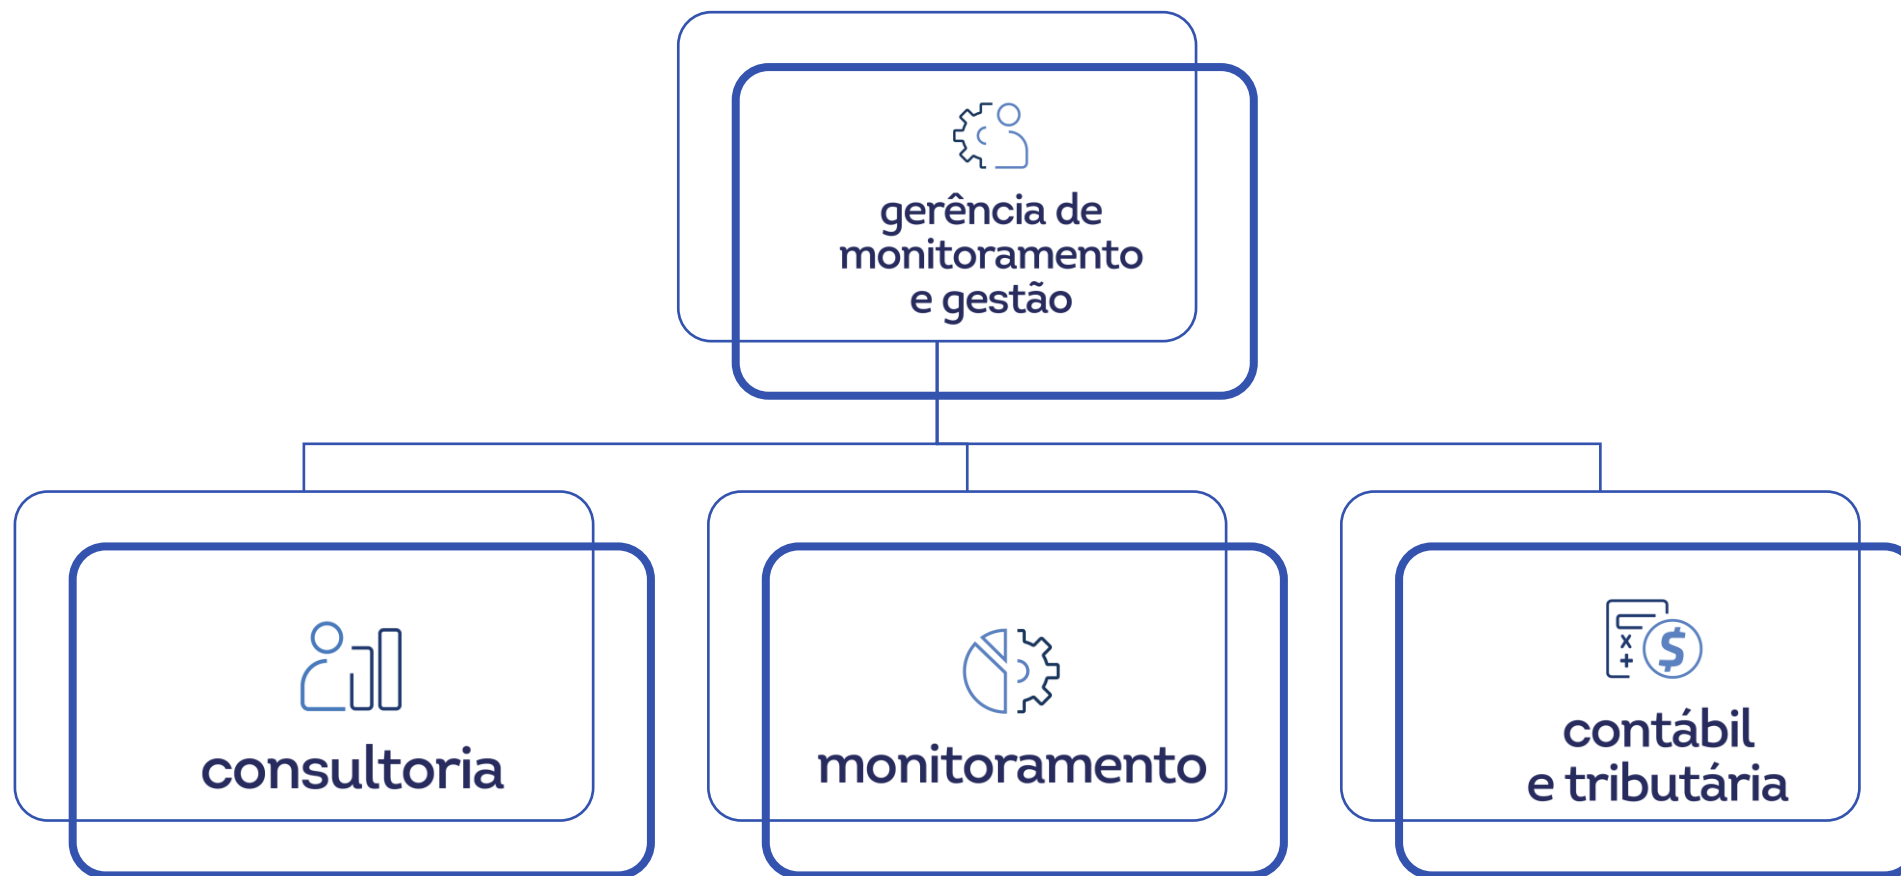 gerência de
monitoramento
e gestão
consultoria
monitoramento
contábil
e tributária